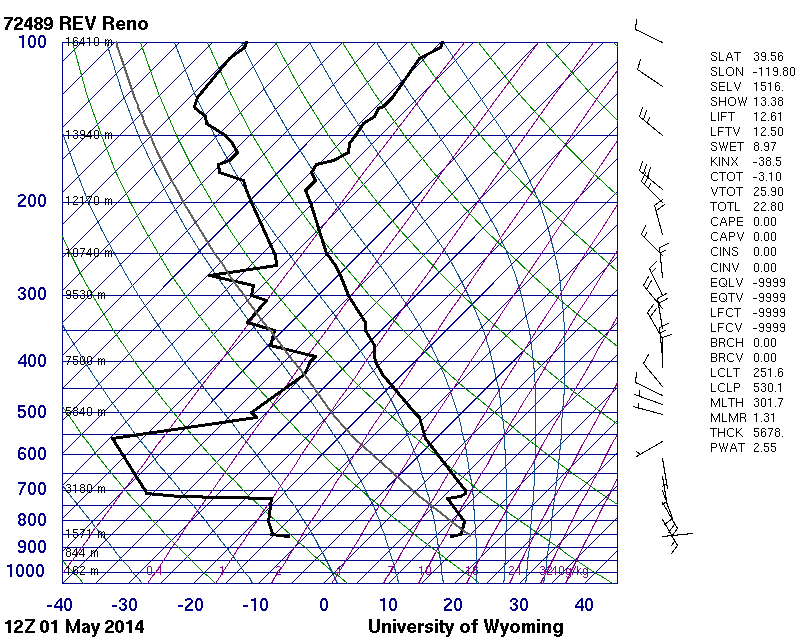 72489 REV Reno
100 16410 m
13940 m
200 12170 m
10740 m
300 9530 m
400 7500 m
500 5840 m
600
700 3180 m
800
1571 m
900
844 m
1000 162 m
0.4 1 2 4 7 10 16 24 32 40g/kg
-40 -30 -20 -10 0 10 20 30 40
12Z 01 May 2014 University of Wyoming
SLAT 39.56
SLON -119.80
SELV 1516.
SHOW 13.38
LIFT 12.61
LFTV 12.50
SWET 8.97
KINX -38.5
CTOT -3.10
VTOT 25.90
TOTL 22.80
CAPE 0.00
CAPV 0.00
CINS 0.00
CINV 0.00
EQLV -9999
EQTV -9999
LFCT -9999
LFCV -9999
BRCH 0.00
BRCV 0.00
LCLT 251.6
LCLP 530.1
MLTH 301.7
MLMR 1.31
THCK 5678.
PWAT 2.55